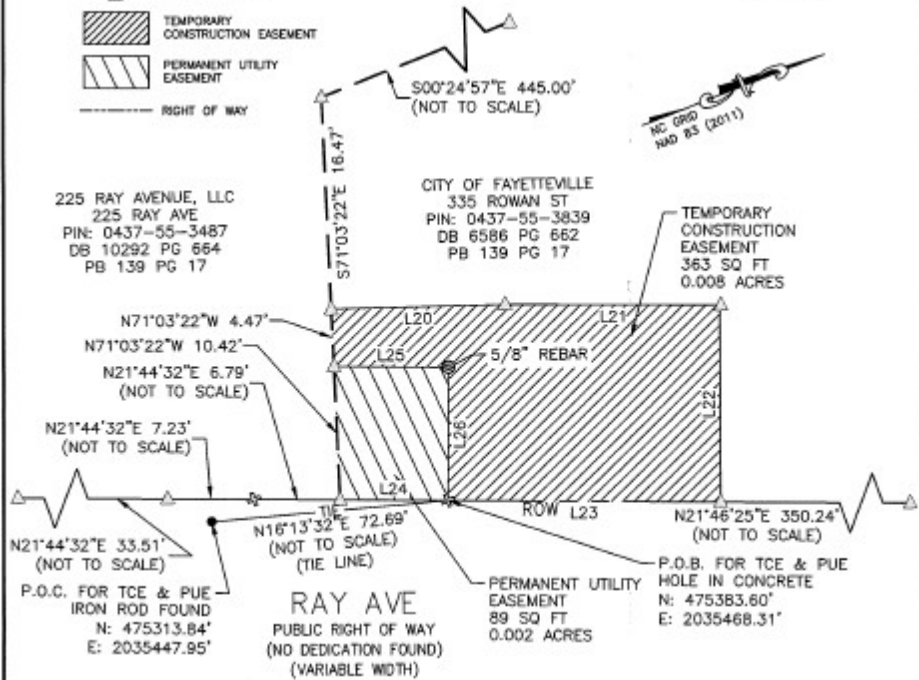 TEMPORARY
CONSTRUCTION EASEMENT
PERMANENT UTILITY
EASEMENT
RIGHT OF WAY
S00°24'57"E 445.00'
(NOT TO SCALE)
NC GRID
NAD 83 (2011)
S71°03'22"E 16.47'
225 RAY AVENUE, LLC
225 RAY AVE
PIN: 0437-55-3487
DB 10292 PG 664
PB 139 PG 17
CITY OF FAYETTEVILLE
335 ROWAN ST
PIN: 0437-55-3839
DB 6586 PG 662
PB 139 PG 17
TEMPORARY
CONSTRUCTION
EASEMENT
363 SQ FT
0.008 ACRES
N71°03'22"W 4.47'
L20
L21
N71°03'22"W 10.42'
L25
5/8" REBAR
N21°44'32"E 6.79'
(NOT TO SCALE)
L22
L26
N21°44'32"E 7.23'
(NOT TO SCALE)
L24
TIE
ROW L23
N16°13'32"E 72.69'
(NOT TO SCALE)
(TIE LINE)
N21°46'25"E 350.24'
(NOT TO SCALE)
N21°44'32"E 33.51'
(NOT TO SCALE)
P.O.C. FOR TCE & PUE
IRON ROD FOUND
N: 475313.84'
E: 2035447.95'
RAY AVE
PUBLIC RIGHT OF WAY
(NO DEDICATION FOUND)
(VARIABLE WIDTH)
PERMANENT UTILITY
EASEMENT
89 SQ FT
0.002 ACRES
P.O.B. FOR TCE & PUE
HOLE IN CONCRETE
N: 475383.60'
E: 2035468.31'